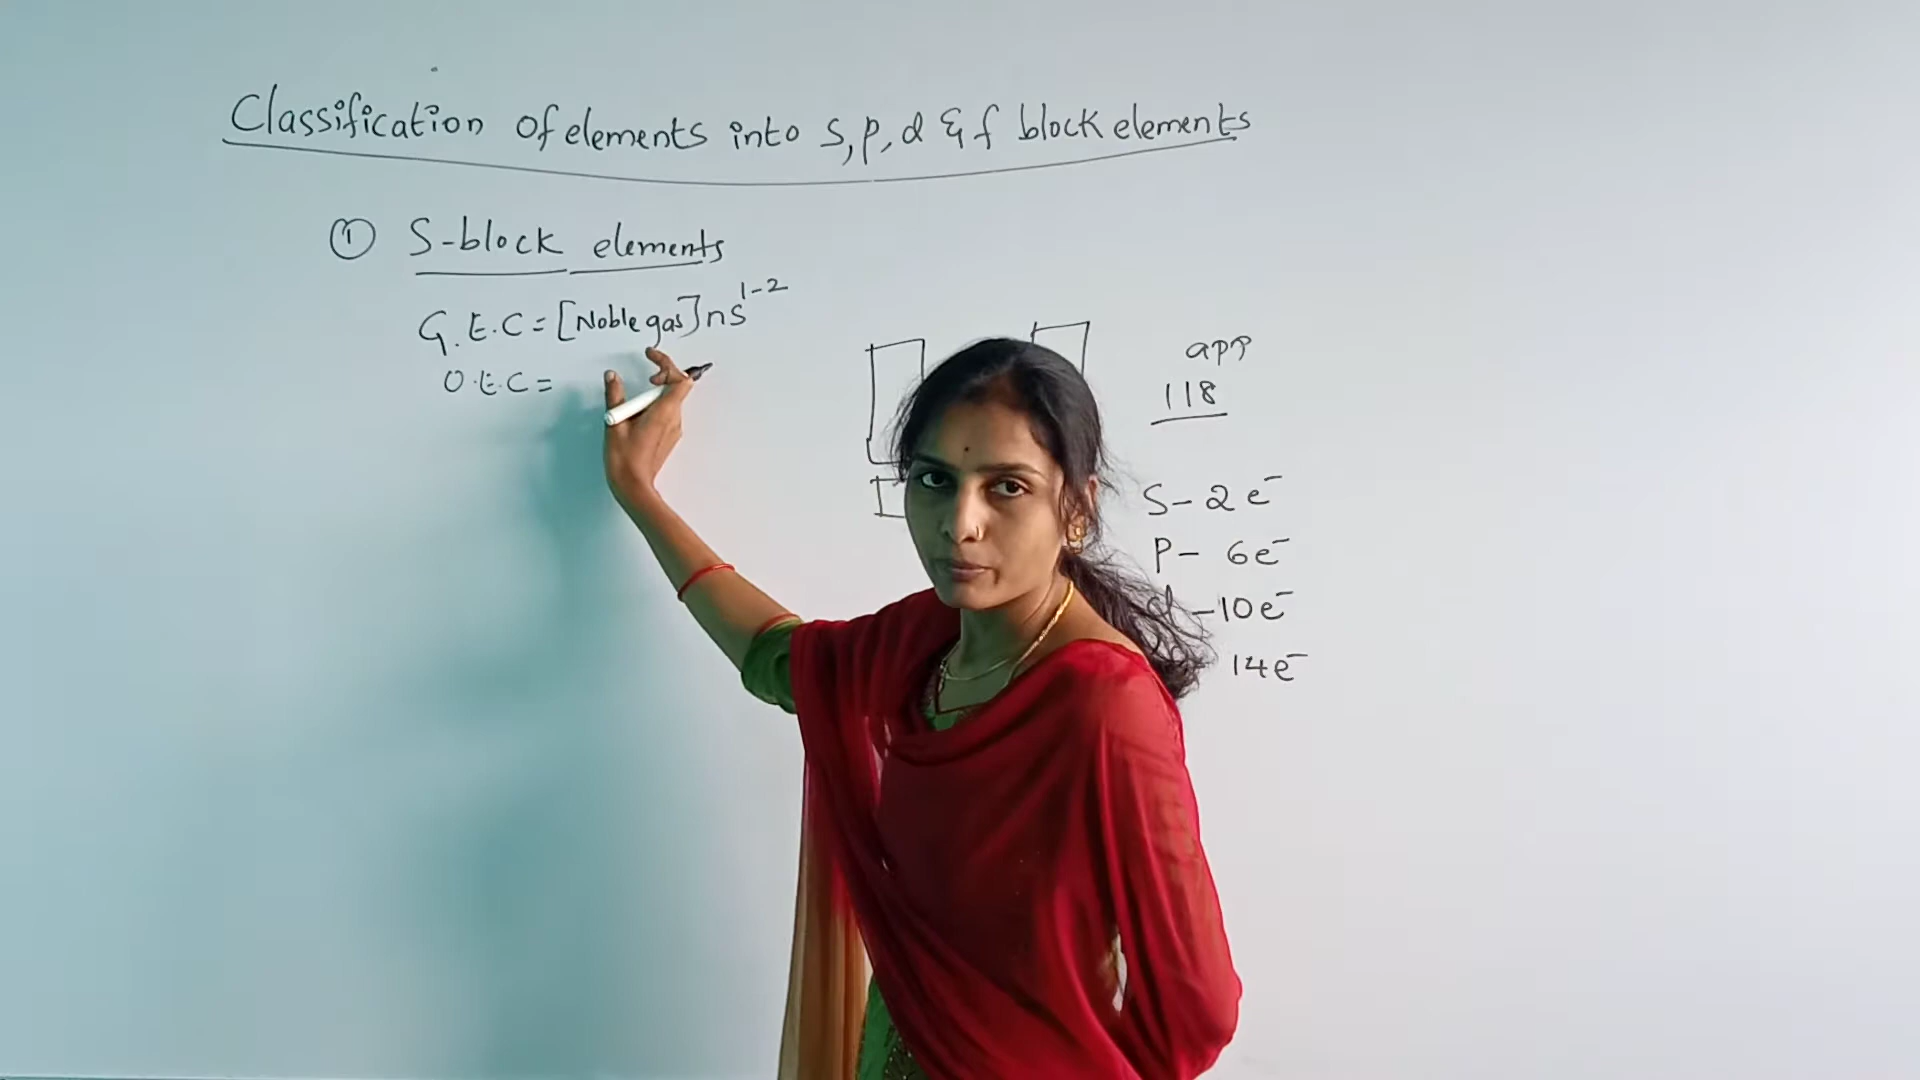 Classification of elements into s, p, d & f block elements
① S-block elements
G.E.C = [Noble gas] ns¹⁻²
O.E.C =
app
118
S - 2e⁻
P - 6e⁻
d - 10e⁻
14e⁻